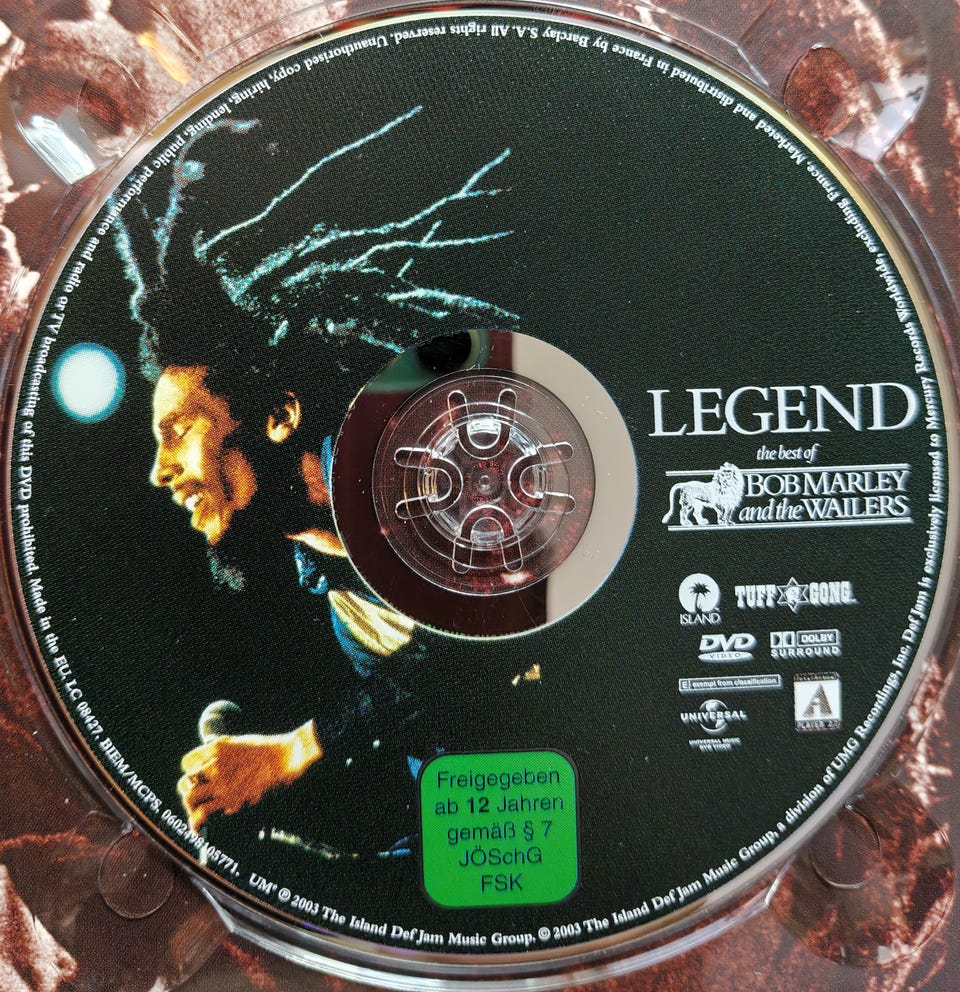 LEGEND
the best of
BOB MARLEY
and the WAILERS
ISLAND
TUFF GONG
DVD
VIDEO
DOLBY
SURROUND
E exempt from classification
UNIVERSAL
UNIVERSAL MUSIC
DVD VIDEO
Freigegeben
ab 12 Jahren
gemäß § 7
JÖSchG
FSK
℗ 2003 The Island Def Jam Music Group. © 2003 The Island Def Jam Music Group, a division of UMG Recordings, Inc. Def Jam is exclusively licensed to Mercury Records Worldwide, excluding France. Marketed and distributed in France by Barclay S.A. All rights reserved. Unauthorised copy, hiring, lending, public performance and radio or TV broadcasting of this DVD prohibited. Made in the EU. LC 08427. BIEM/MCPS.